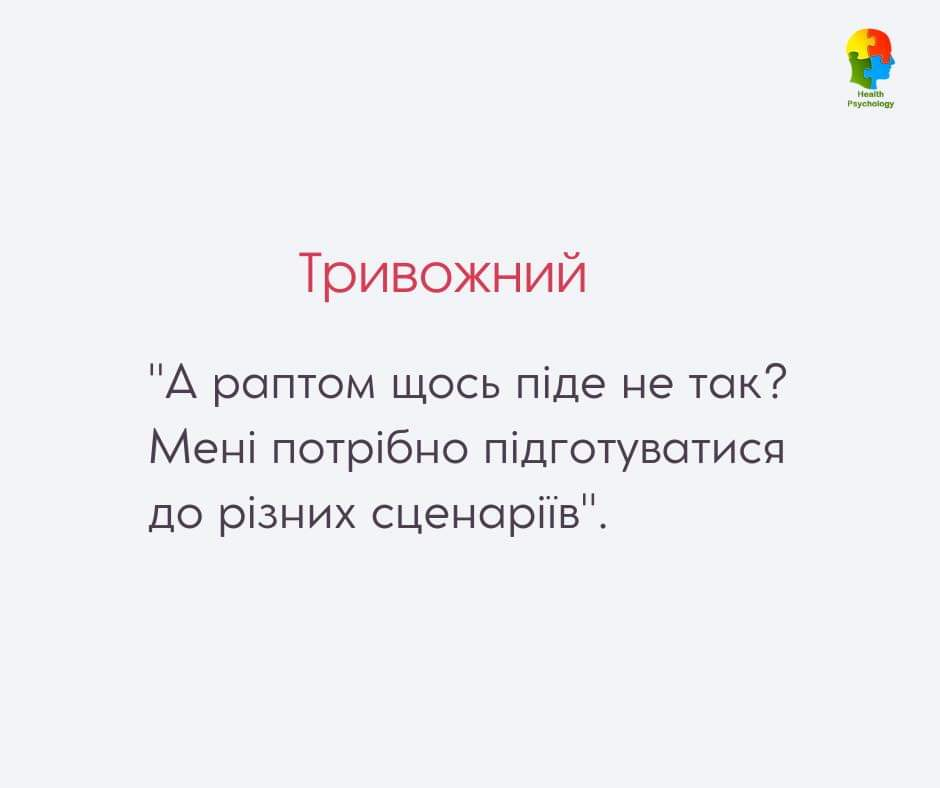 Health
Psychology
Тривожний
"А раптом щось піде не так?
Мені потрібно підготуватися
до різних сценаріїв".